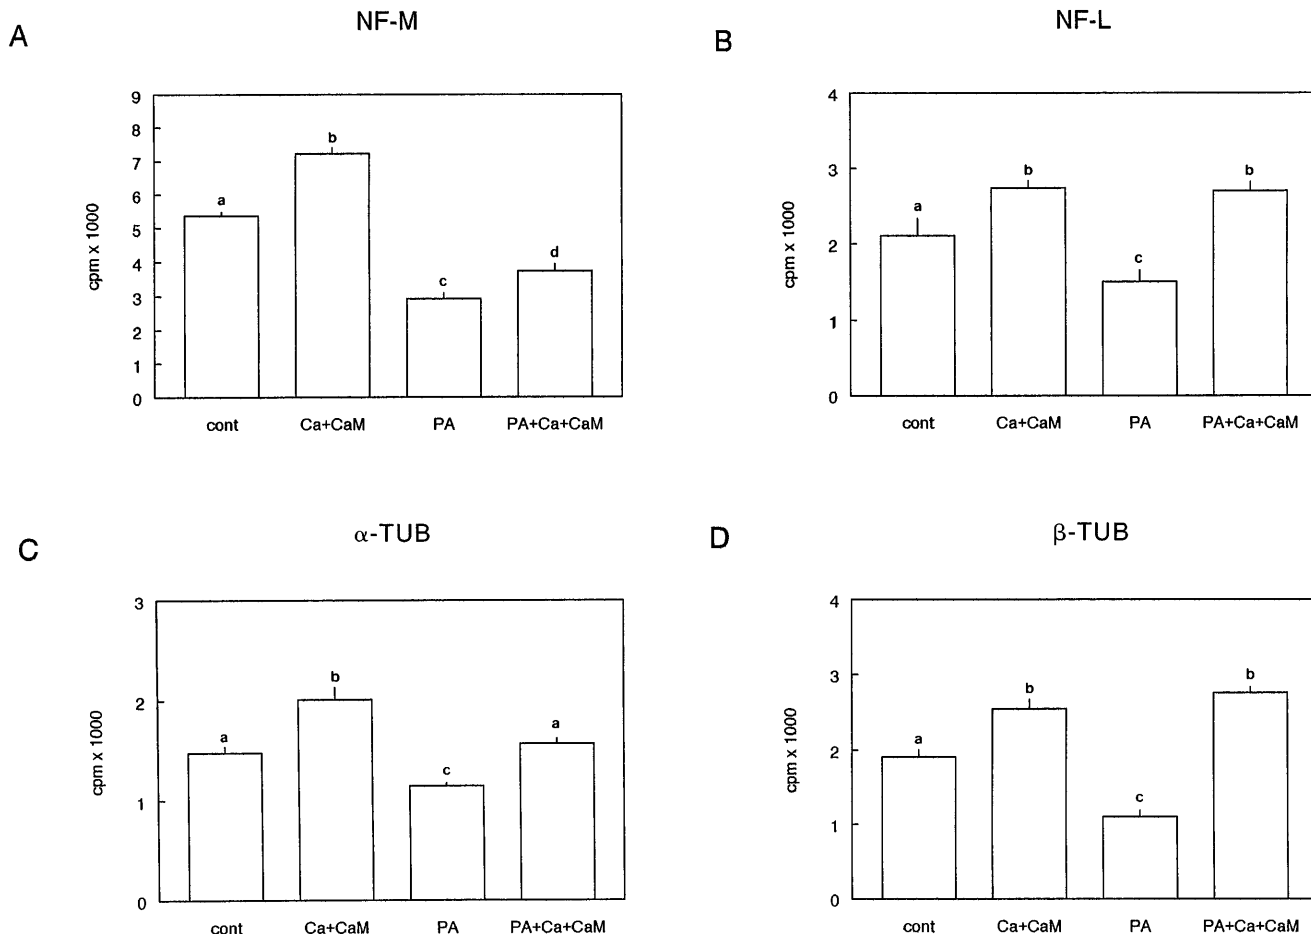 A
NF-M
cpm x 1000
9
8
7
6
5
4
3
2
1
0
a
b
c
d
cont
Ca+CaM
PA
PA+Ca+CaM
B
NF-L
cpm x 1000
4
3
2
1
0
a
b
c
b
cont
Ca+CaM
PA
PA+Ca+CaM
C
α-TUB
cpm x 1000
3
2
1
0
a
b
c
a
cont
Ca+CaM
PA
PA+Ca+CaM
D
β-TUB
cpm x 1000
4
3
2
1
0
a
b
c
b
cont
Ca+CaM
PA
PA+Ca+CaM